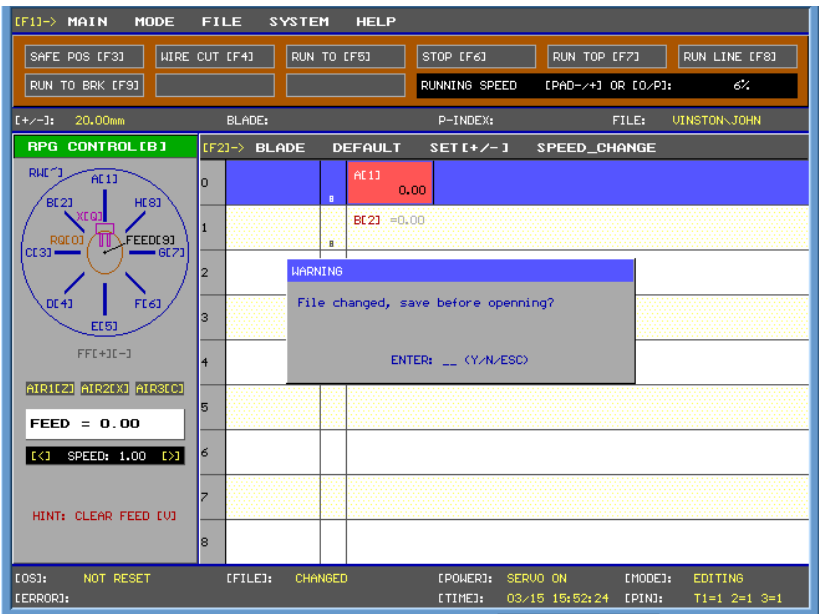 [F1]-> MAIN MODE FILE SYSTEM HELP
SAFE POS [F3] WIRE CUT [F4] RUN TO [F5] STOP [F6] RUN TOP [F7] RUN LINE [F8]
RUN TO BRK [F9] RUNNING SPEED [PAD-/+] OR [O/P]: 6%
[+/-]: 20.00mm BLADE: P-INDEX: FILE: VINSTON\JOHN
RPG CONTROL[B] [F2]-> BLADE DEFAULT SET[+/-] SPEED_CHANGE
RW[~]
A[1]
B[2] H[8]
X[Q]
RQ[O] FEED[9]
C[3] G[7]
D[4] F[6]
E[5]
FF[+][-]
AIR1[Z] AIR2[X] AIR3[C]
FEED = 0.00
[<] SPEED: 1.00 [>]
HINT: CLEAR FEED [V]
0 A[1]
0.00
B
1 B[2] =0.00
B
2
3
4
5
6
7
8
WARNING
File changed, save before openning?
ENTER: __ (Y/N/ESC)
[OS]: NOT RESET [FILE]: CHANGED [POWER]: SERVO ON [MODE]: EDITING
[ERROR]: [TIME]: 03/15 15:52:24 [PIN]: T1=1 2=1 3=1